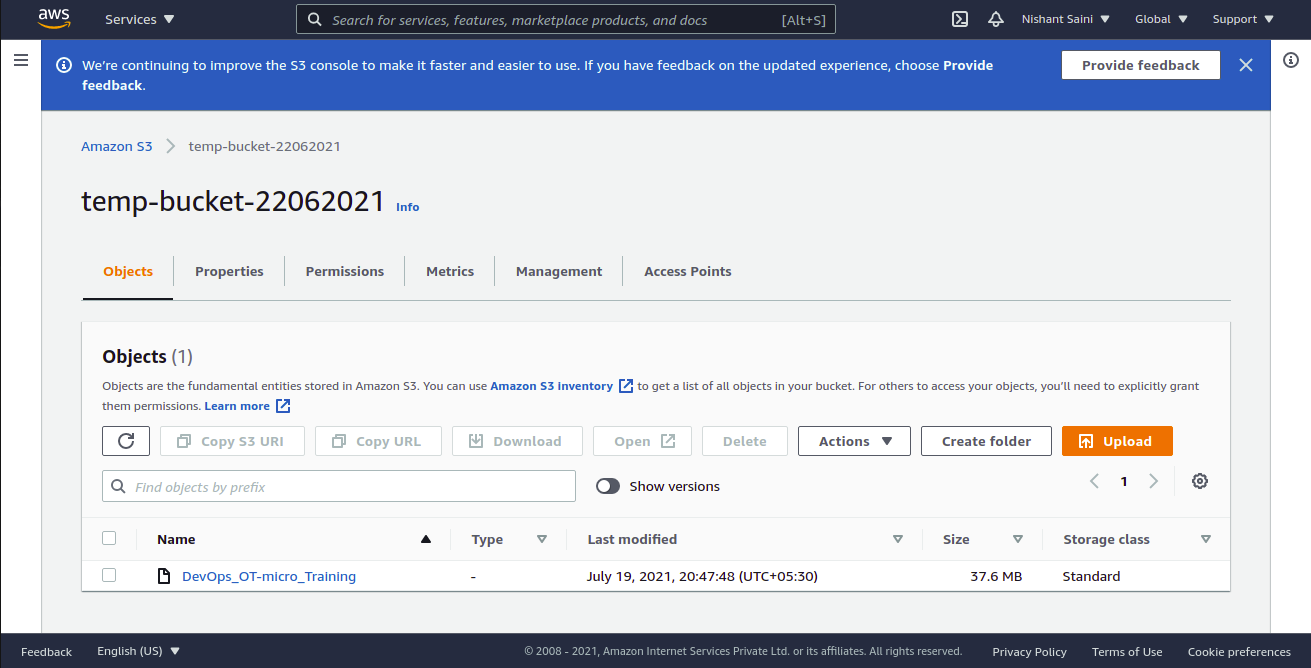 aws
Services
Search for services, features, marketplace products, and docs [Alt+S]
Nishant Saini
Global
Support
We’re continuing to improve the S3 console to make it faster and easier to use. If you have feedback on the updated experience, choose Provide
feedback.
Provide feedback
Amazon S3
temp-bucket-22062021
temp-bucket-22062021 Info
Objects
Properties
Permissions
Metrics
Management
Access Points
Objects (1)
Objects are the fundamental entities stored in Amazon S3. You can use Amazon S3 inventory to get a list of all objects in your bucket. For others to access your objects, you’ll need to explicitly grant
them permissions. Learn more
Copy S3 URI
Copy URL
Download
Open
Delete
Actions
Create folder
Upload
Find objects by prefix
Show versions
1
Name Type Last modified Size Storage class
DevOps_OT-micro_Training - July 19, 2021, 20:47:48 (UTC+05:30) 37.6 MB Standard
Feedback
English (US)
© 2008 - 2021, Amazon Internet Services Private Ltd. or its affiliates. All rights reserved.
Privacy Policy
Terms of Use
Cookie preferences